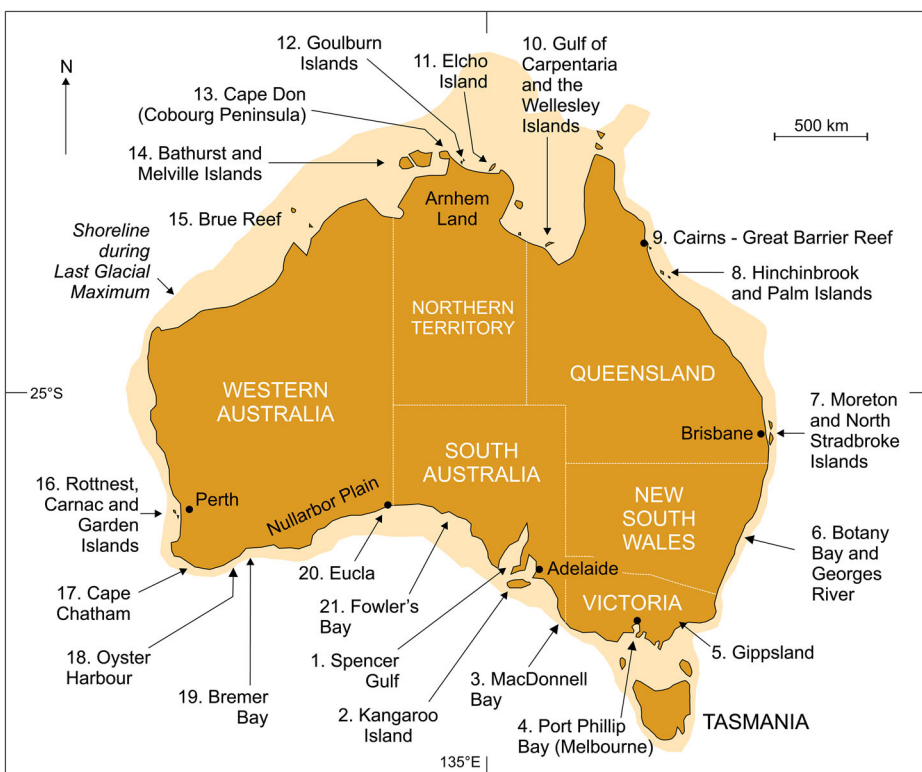 N
12. Goulburn
Islands
11. Elcho
Island
10. Gulf of
Carpentaria
and the
Wellesley
Islands
13. Cape Don
(Cobourg Peninsula)
500 km
14. Bathurst and
Melville Islands
Arnhem
Land
15. Brue Reef
Shoreline
during
Last Glacial
Maximum
9. Cairns - Great Barrier Reef
8. Hinchinbrook
and Palm Islands
NORTHERN
TERRITORY
25°S
WESTERN
AUSTRALIA
QUEENSLAND
7. Moreton
and North
Stradbroke
Islands
Brisbane
SOUTH
AUSTRALIA
16. Rottnest,
Carnac and
Garden
Islands
Perth
Nullarbor Plain
NEW
SOUTH
WALES
6. Botany
Bay and
Georges
River
20. Eucla
Adelaide
17. Cape
Chatham
21. Fowler's
Bay
VICTORIA
18. Oyster
Harbour
1. Spencer
Gulf
5. Gippsland
19. Bremer
Bay
2. Kangaroo
Island
3. MacDonnell
Bay
4. Port Phillip
Bay (Melbourne)
TASMANIA
135°E